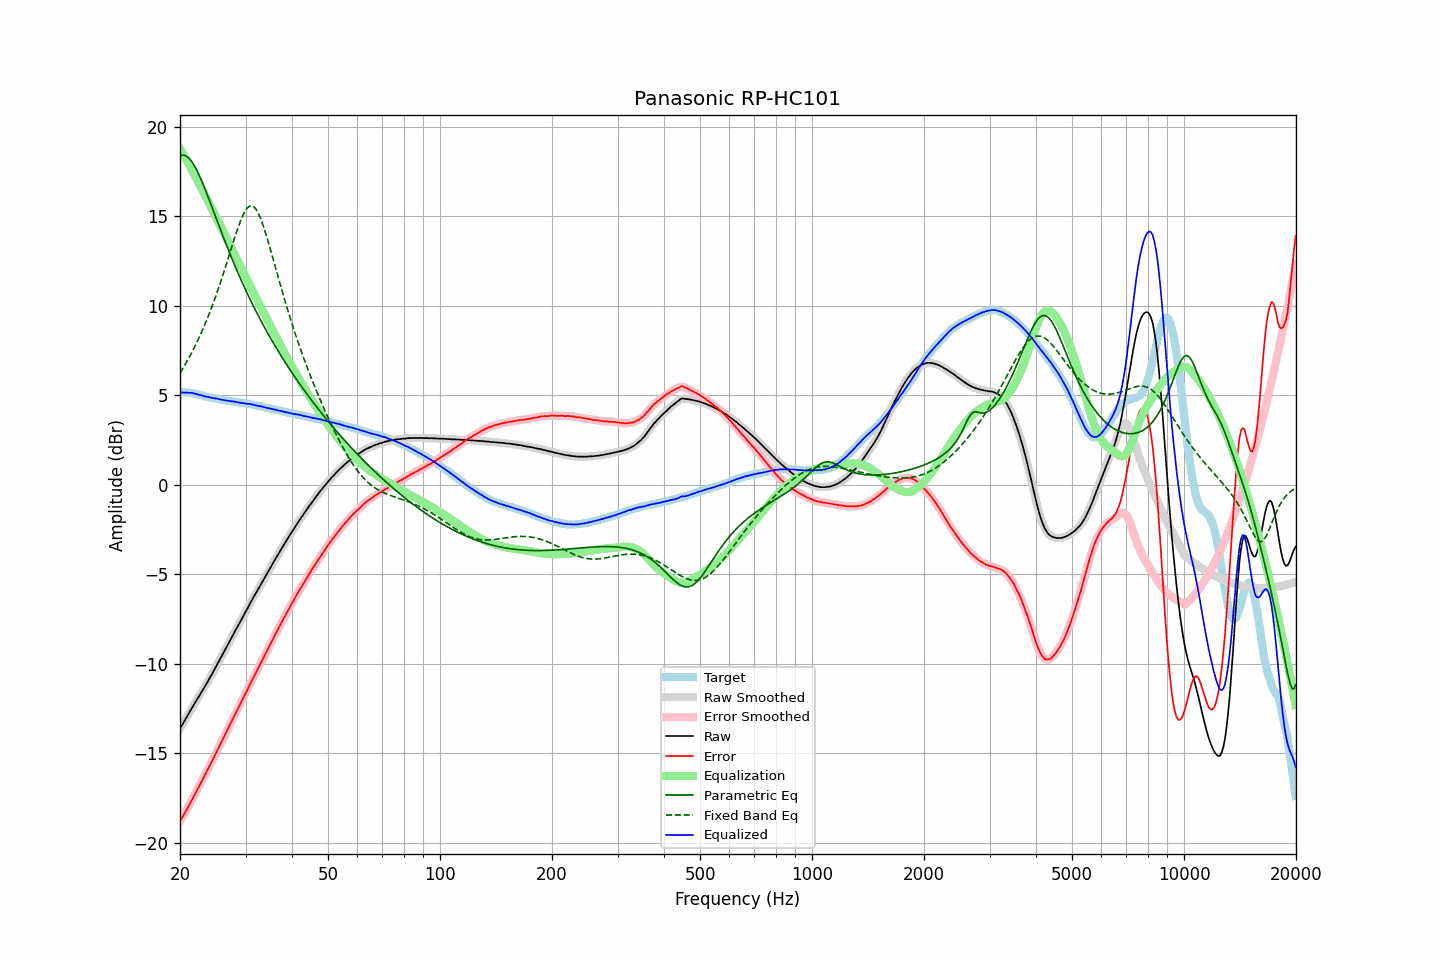 Panasonic RP-HC101
20
15
10
5
0
−5
−10
−15
−20
Amplitude (dBr)
Target
Raw Smoothed
Error Smoothed
Raw
Error
Equalization
Parametric Eq
Fixed Band Eq
Equalized
20 50 100 200 500 1000 2000 5000 10000 20000
Frequency (Hz)